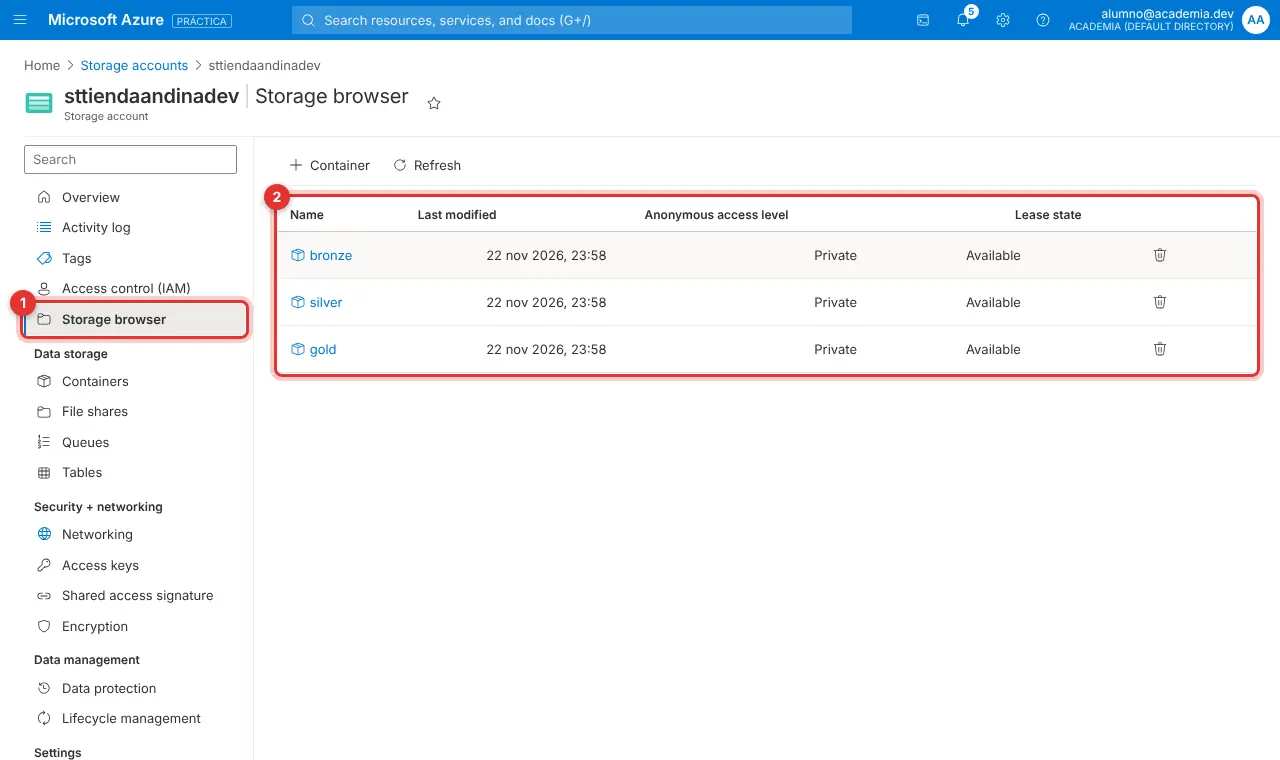 Microsoft Azure PRÁCTICA Search resources, services, and docs (G+/) 5 alumno@academia.dev
ACADEMIA (DEFAULT DIRECTORY) AA
Home > Storage accounts > sttiendaandinadev
sttiendaandinadev | Storage browser
Storage account
Search
Overview
Activity log
Tags
Access control (IAM)
1
Storage browser
Data storage
Containers
File shares
Queues
Tables
Security + networking
Networking
Access keys
Shared access signature
Encryption
Data management
Data protection
Lifecycle management
Settings
+ Container Refresh
2
Name Last modified Anonymous access level Lease state
bronze 22 nov 2026, 23:58 Private Available
silver 22 nov 2026, 23:58 Private Available
gold 22 nov 2026, 23:58 Private Available